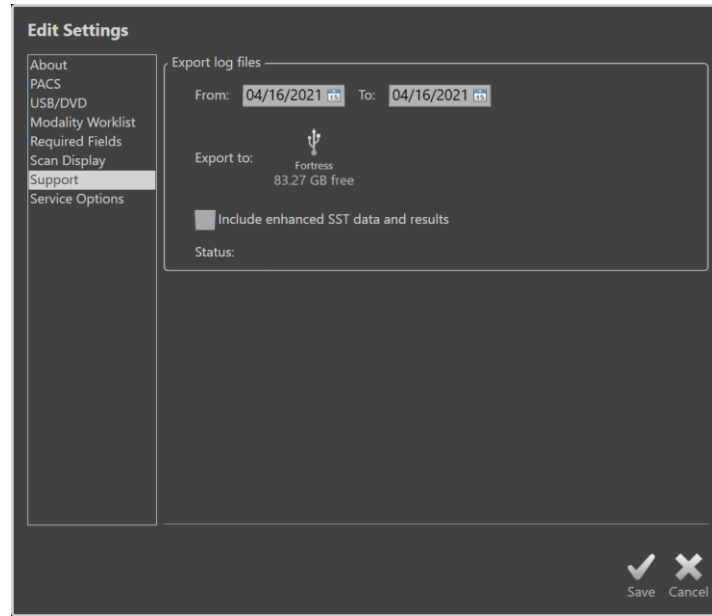 Edit Settings
About
PACS
USB/DVD
Modality Worklist
Required Fields
Scan Display
Support
Service Options
Export log files
From: 04/16/2021 15 To: 04/16/2021 15
Export to:
Fortress
83.27 GB free
Include enhanced SST data and results
Status:
Save Cancel